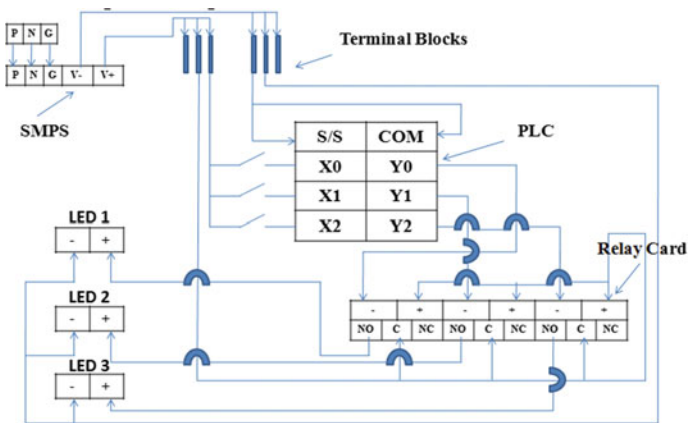 P N G
P N G V- V+
SMPS
Terminal Blocks
S/S COM
PLC
X0 Y0
X1 Y1
X2 Y2
LED 1
- +
Relay Card
LED 2
- +
- + - + - +
NO C NC NO C NC NO C NC
LED 3
- +